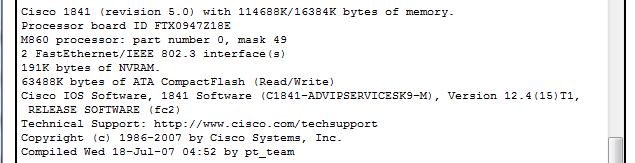 Cisco 1841 (revision 5.0) with 114688K/16384K bytes of memory.
Processor board ID FTX0947Z18E
M860 processor: part number 0, mask 49
2 FastEthernet/IEEE 802.3 interface(s)
191K bytes of NVRAM.
63488K bytes of ATA CompactFlash (Read/Write)
Cisco IOS Software, 1841 Software (C1841-ADVIPSERVICESK9-M), Version 12.4(15)T1,
RELEASE SOFTWARE (fc2)
Technical Support: http://www.cisco.com/techsupport
Copyright (c) 1986-2007 by Cisco Systems, Inc.
Compiled Wed 18-Jul-07 04:52 by pt_team